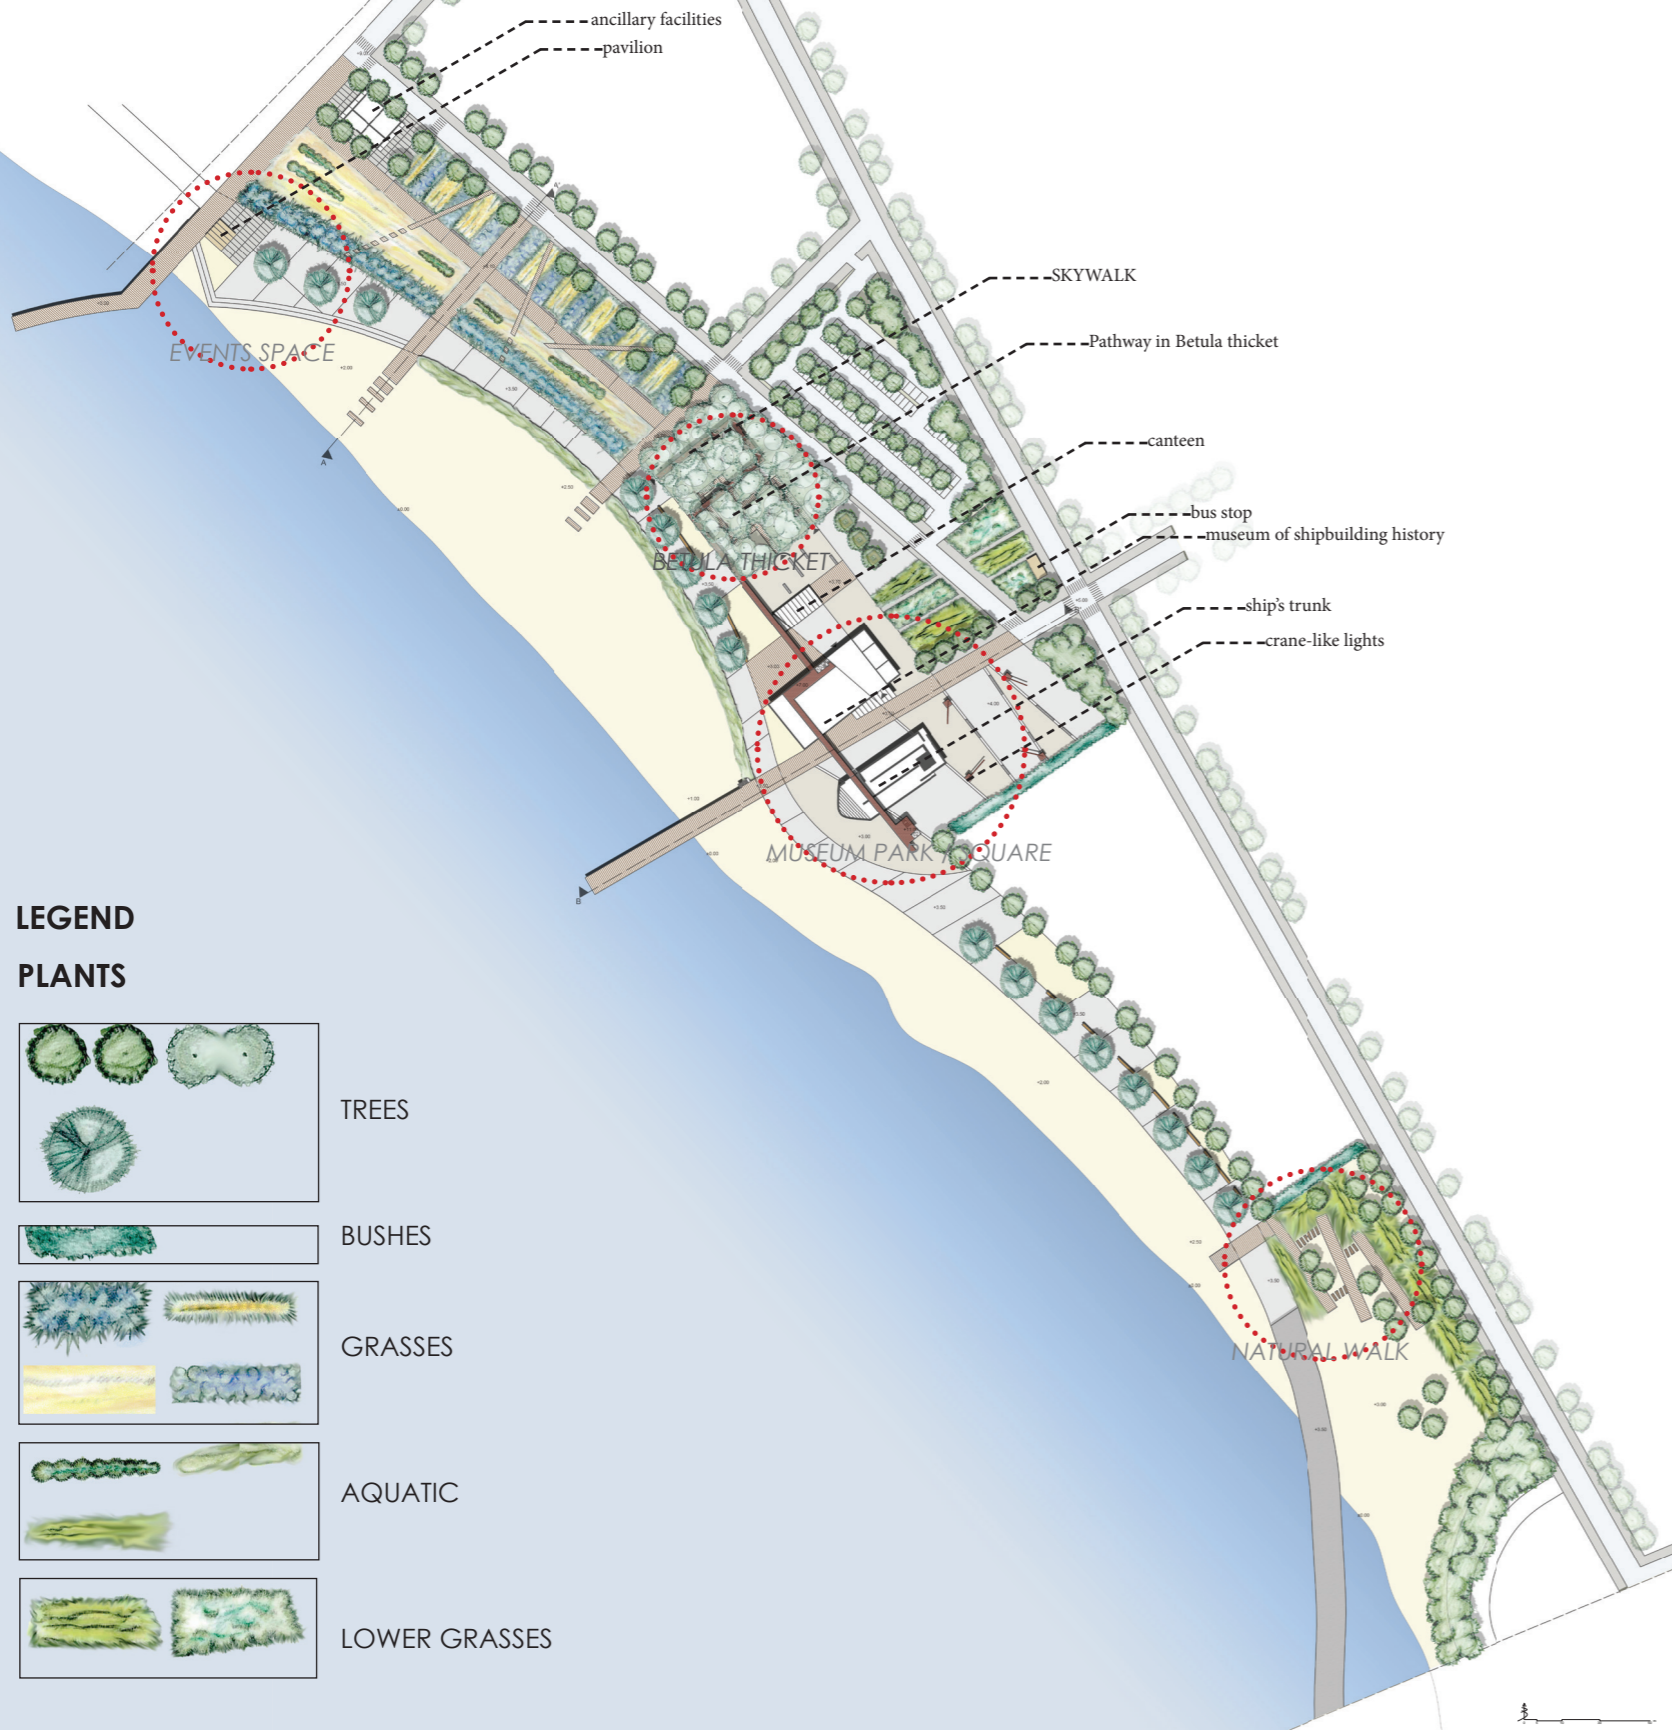 ancillary facilities
pavilion
SKYWALK
Pathway in Betula thicket
canteen
bus stop
museum of shipbuilding history
ship's trunk
crane-like lights
EVENTS SPACE
A
A'
BETULA THICKET
MUSEUM PARK / SQUARE
B
NATURAL WALK
LEGEND
PLANTS
TREES
BUSHES
GRASSES
AQUATIC
LOWER GRASSES